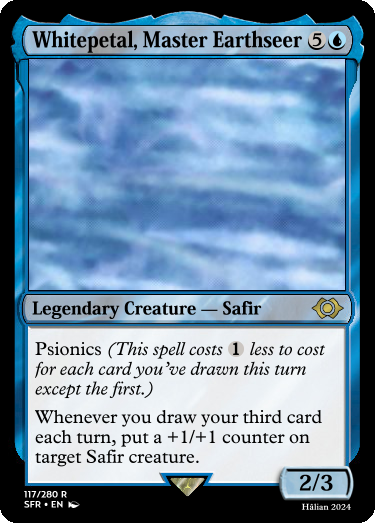 Whitepetal, Master Earthseer 5
Legendary Creature — Safir
Psionics (This spell costs 1 less to cost
for each card you've drawn this turn
except the first.)
Whenever you draw your third card
each turn, put a +1/+1 counter on
target Safir creature.
2/3
117/280 R
SFR • EN
Hālian 2024